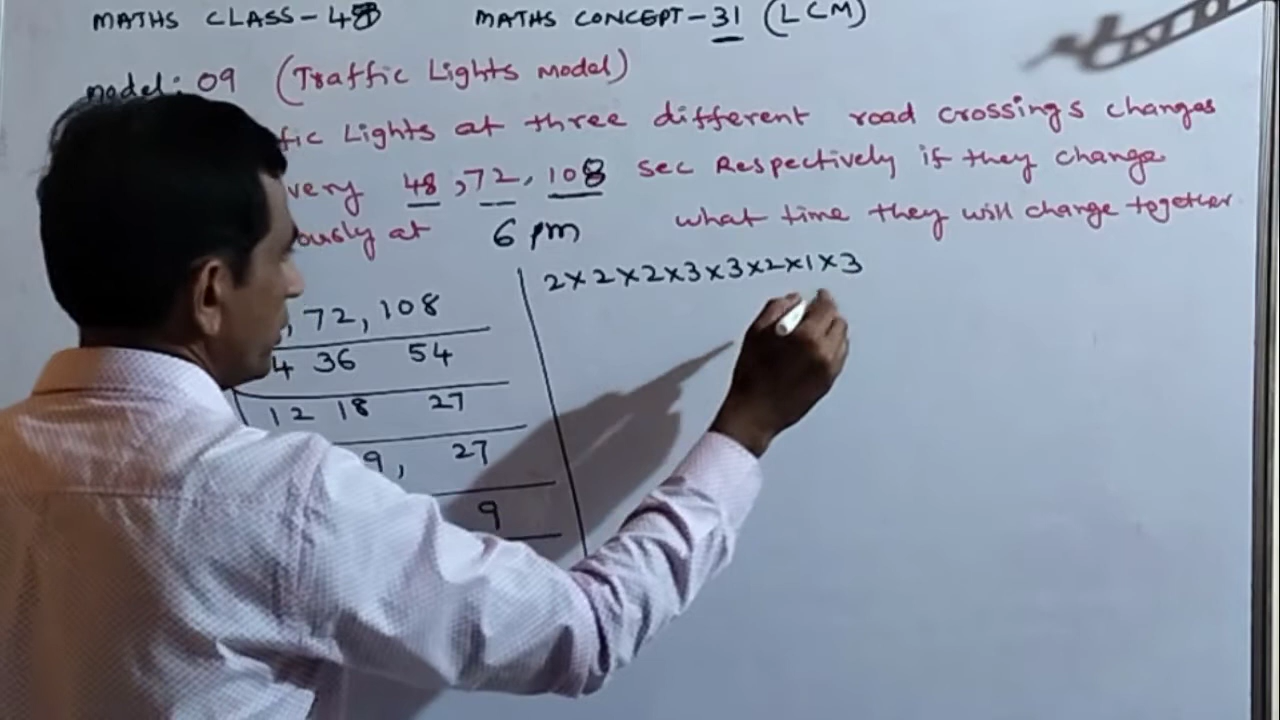 MATHS CLASS-48 MATHS CONCEPT-31 (LCM)
model: 09 (Traffic Lights model)
fic Lights at three different road crossings changes
very 48, 72, 108 sec Respectively if they change
ously at 6 pm what time they will change together
2×2×2×3×3×2×1×3
, 72, 108
4 36 54
12 18 27
9, 27
9